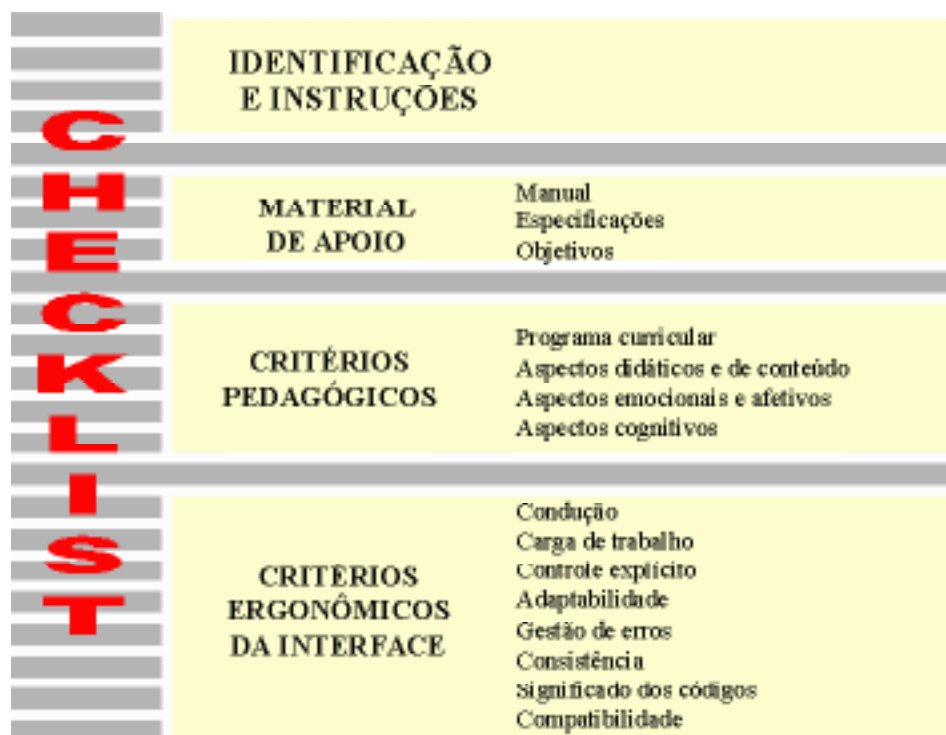 CHECKLIST
IDENTIFICAÇÃO
E INSTRUÇÕES
MATERIAL
DE APOIO
Manual
Especificações
Objetivos
CRITÉRIOS
PEDAGÓGICOS
Programa curricular
Aspectos didáticos e de conteúdo
Aspectos emocionais e afetivos
Aspectos cognitivos
CRITÉRIOS
ERGONÔMICOS
DA INTERFACE
Condução
Carga de trabalho
Controle explícito
Adaptabilidade
Gestão de erros
Consistência
Significado dos códigos
Compatibilidade